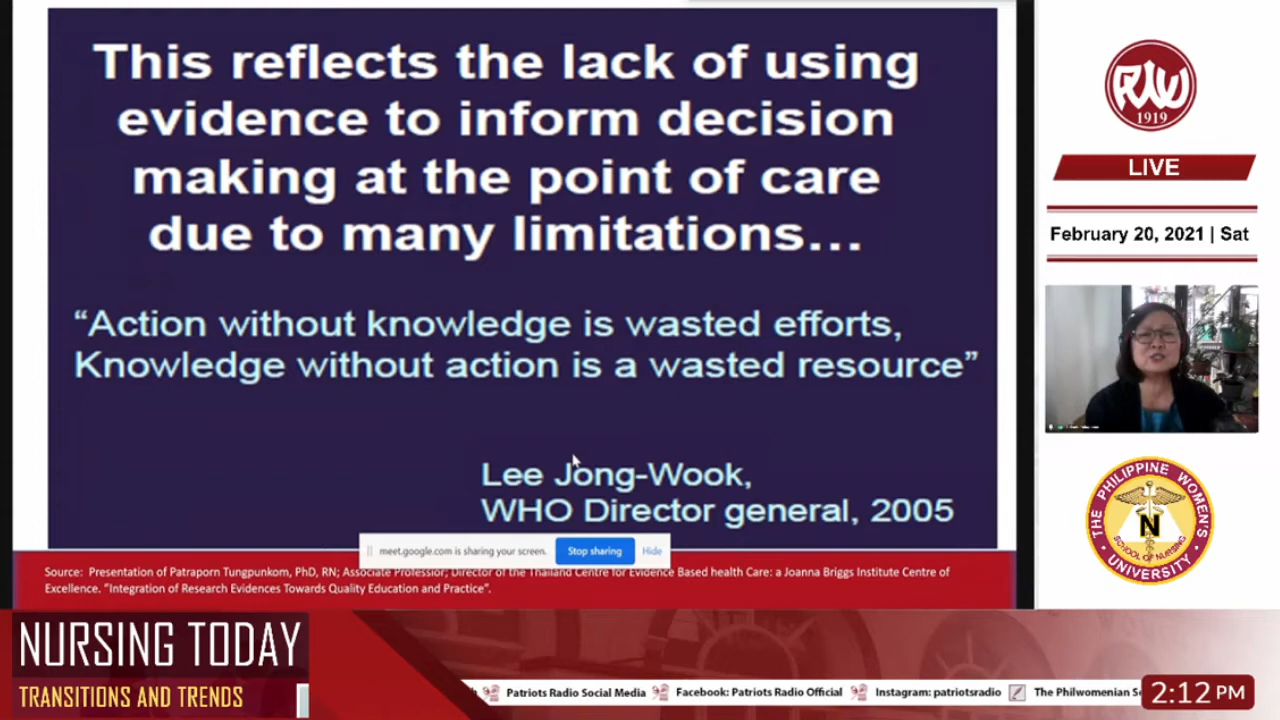 This reflects the lack of using
evidence to inform decision
making at the point of care
due to many limitations...
“Action without knowledge is wasted efforts,
Knowledge without action is a wasted resource”
Lee Jong-Wook,
WHO Director general, 2005
meet.google.com is sharing your screen.
Stop sharing
Hide
Source: Presentation of Patraporn Tungpunkom, PhD, RN; Associate Professor; Director of the Thailand Centre for Evidence Based health Care: a Joanna Briggs Institute Centre of
Excellence. "Integration of Research Evidences Towards Quality Education and Practice".
PWU
1919
LIVE
February 20, 2021 | Sat
THE PHILIPPINE WOMEN'S
UNIVERSITY
N
SCHOOL OF NURSING
NURSING TODAY
TRANSITIONS AND TRENDS
Patriots Radio Social Media
Facebook: Patriots Radio Official
Instagram: patriotsradio
The Philwomenian
2:12 PM